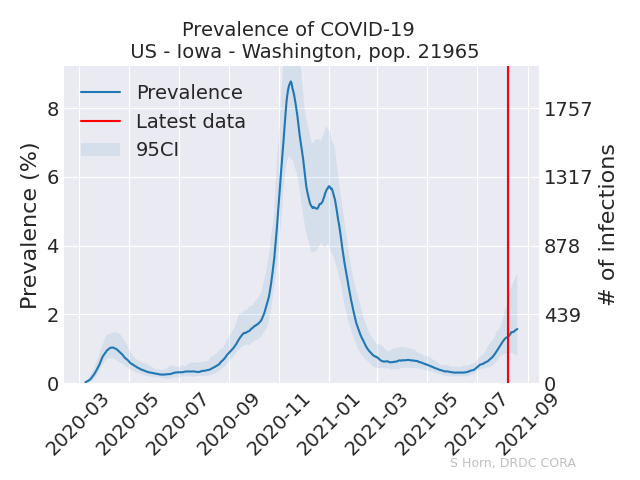 Prevalence of COVID-19
US - Iowa - Washington, pop. 21965
Prevalence
Latest data
95CI
Prevalence (%)
8
6
4
2
0
1757
1317
878
439
0
# of infections
2020-03
2020-05
2020-07
2020-09
2020-11
2021-01
2021-03
2021-05
2021-07
2021-09
S Horn, DRDC CORA